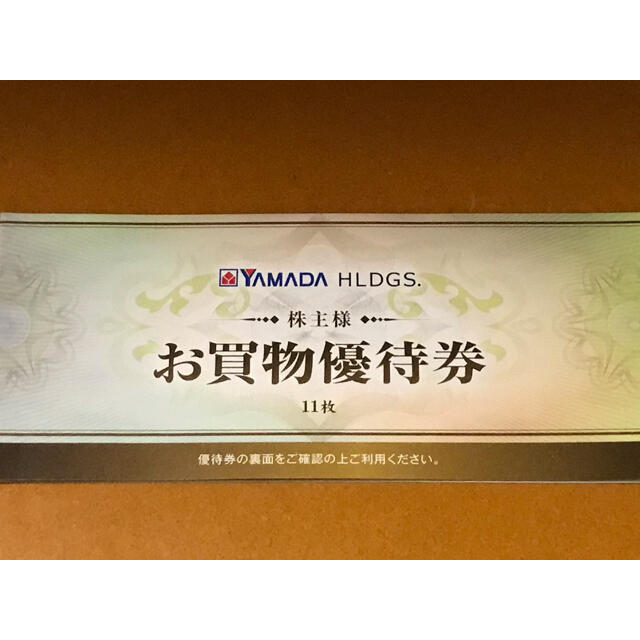 YAMADA HLDGS.
株主様
お買物優待券
11枚
優待券の裏面をご確認の上ご利用ください。